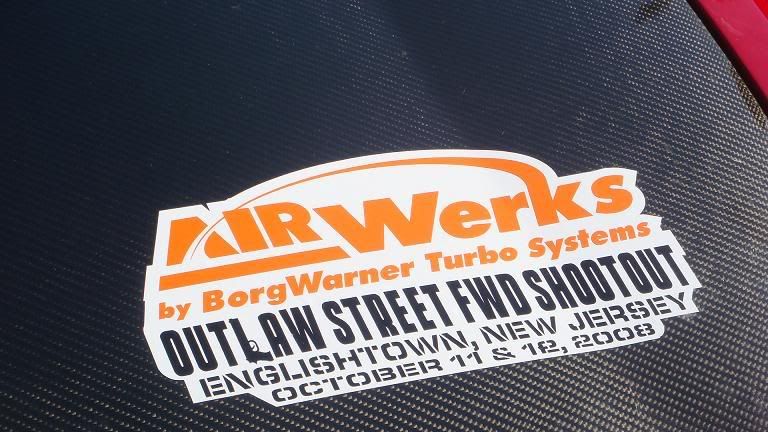 AIRWerks
by BorgWarner Turbo Systems
OUTLAW STREET FWD SHOOTOUT
ENGLISHTOWN, NEW JERSEY
OCTOBER 11 & 12, 2008